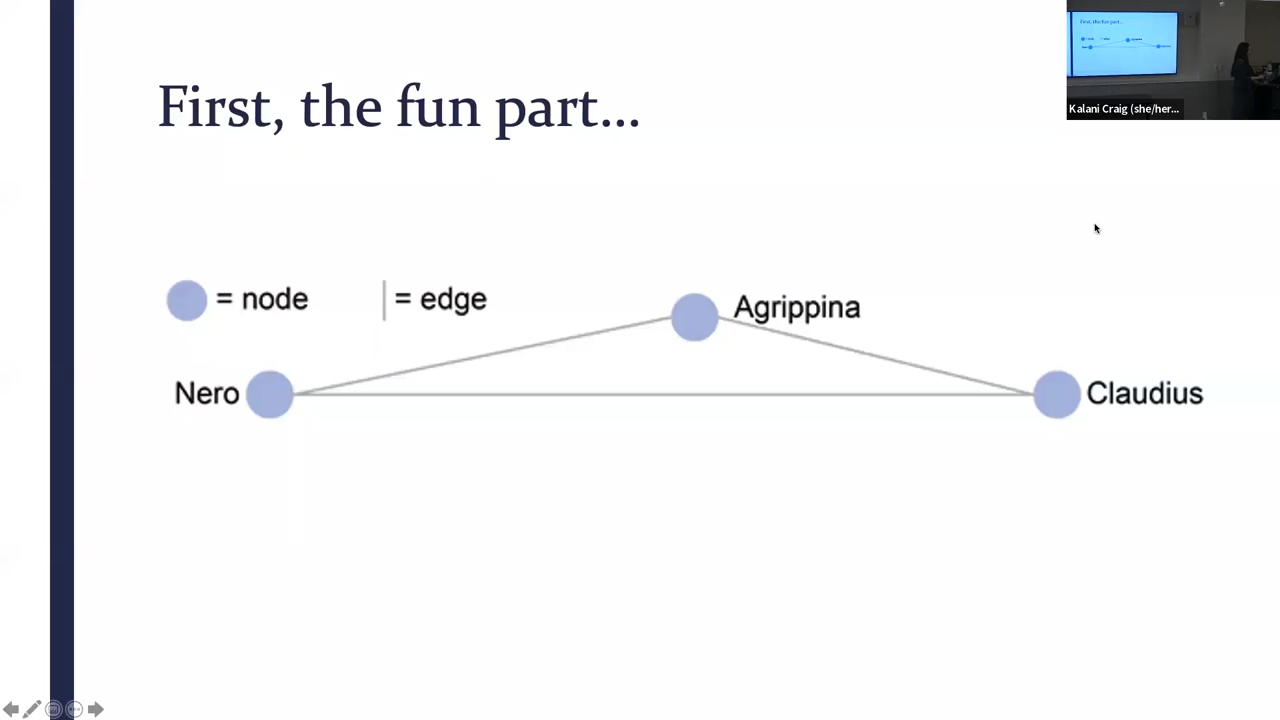 First, the fun part...
Kalani Craig (she/her...
= node
= edge
Agrippina
Nero
Claudius